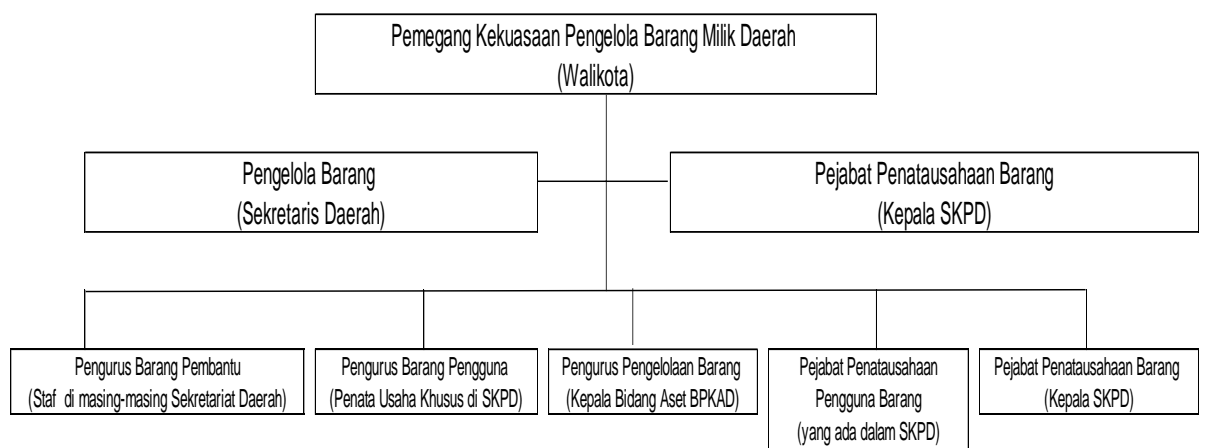 Pemegang Kekuasaan Pengelola Barang Milik Daerah
(Walikota)
Pengelola Barang
(Sekretaris Daerah)
Pejabat Penatausahaan Barang
(Kepala SKPD)
Pengurus Barang Pembantu
(Staf di masing-masing Sekretariat Daerah)
Pengurus Barang Pengguna
(Penata Usaha Khusus di SKPD)
Pengurus Pengelolaan Barang
(Kepala Bidang Aset BPKAD)
Pejabat Penatausahaan
Pengguna Barang
(yang ada dalam SKPD)
Pejabat Penatausahaan Barang
(Kepala SKPD)